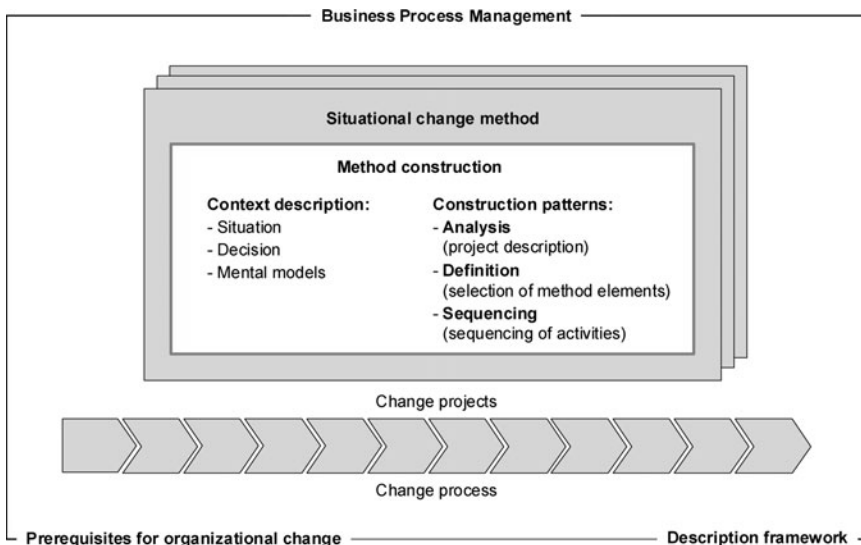 Business Process Management
Situational change method
Method construction
Context description:
- Situation
- Decision
- Mental models
Construction patterns:
- Analysis
(project description)
- Definition
(selection of method elements)
- Sequencing
(sequencing of activities)
Change projects
Change process
Prerequisites for organizational change
Description framework